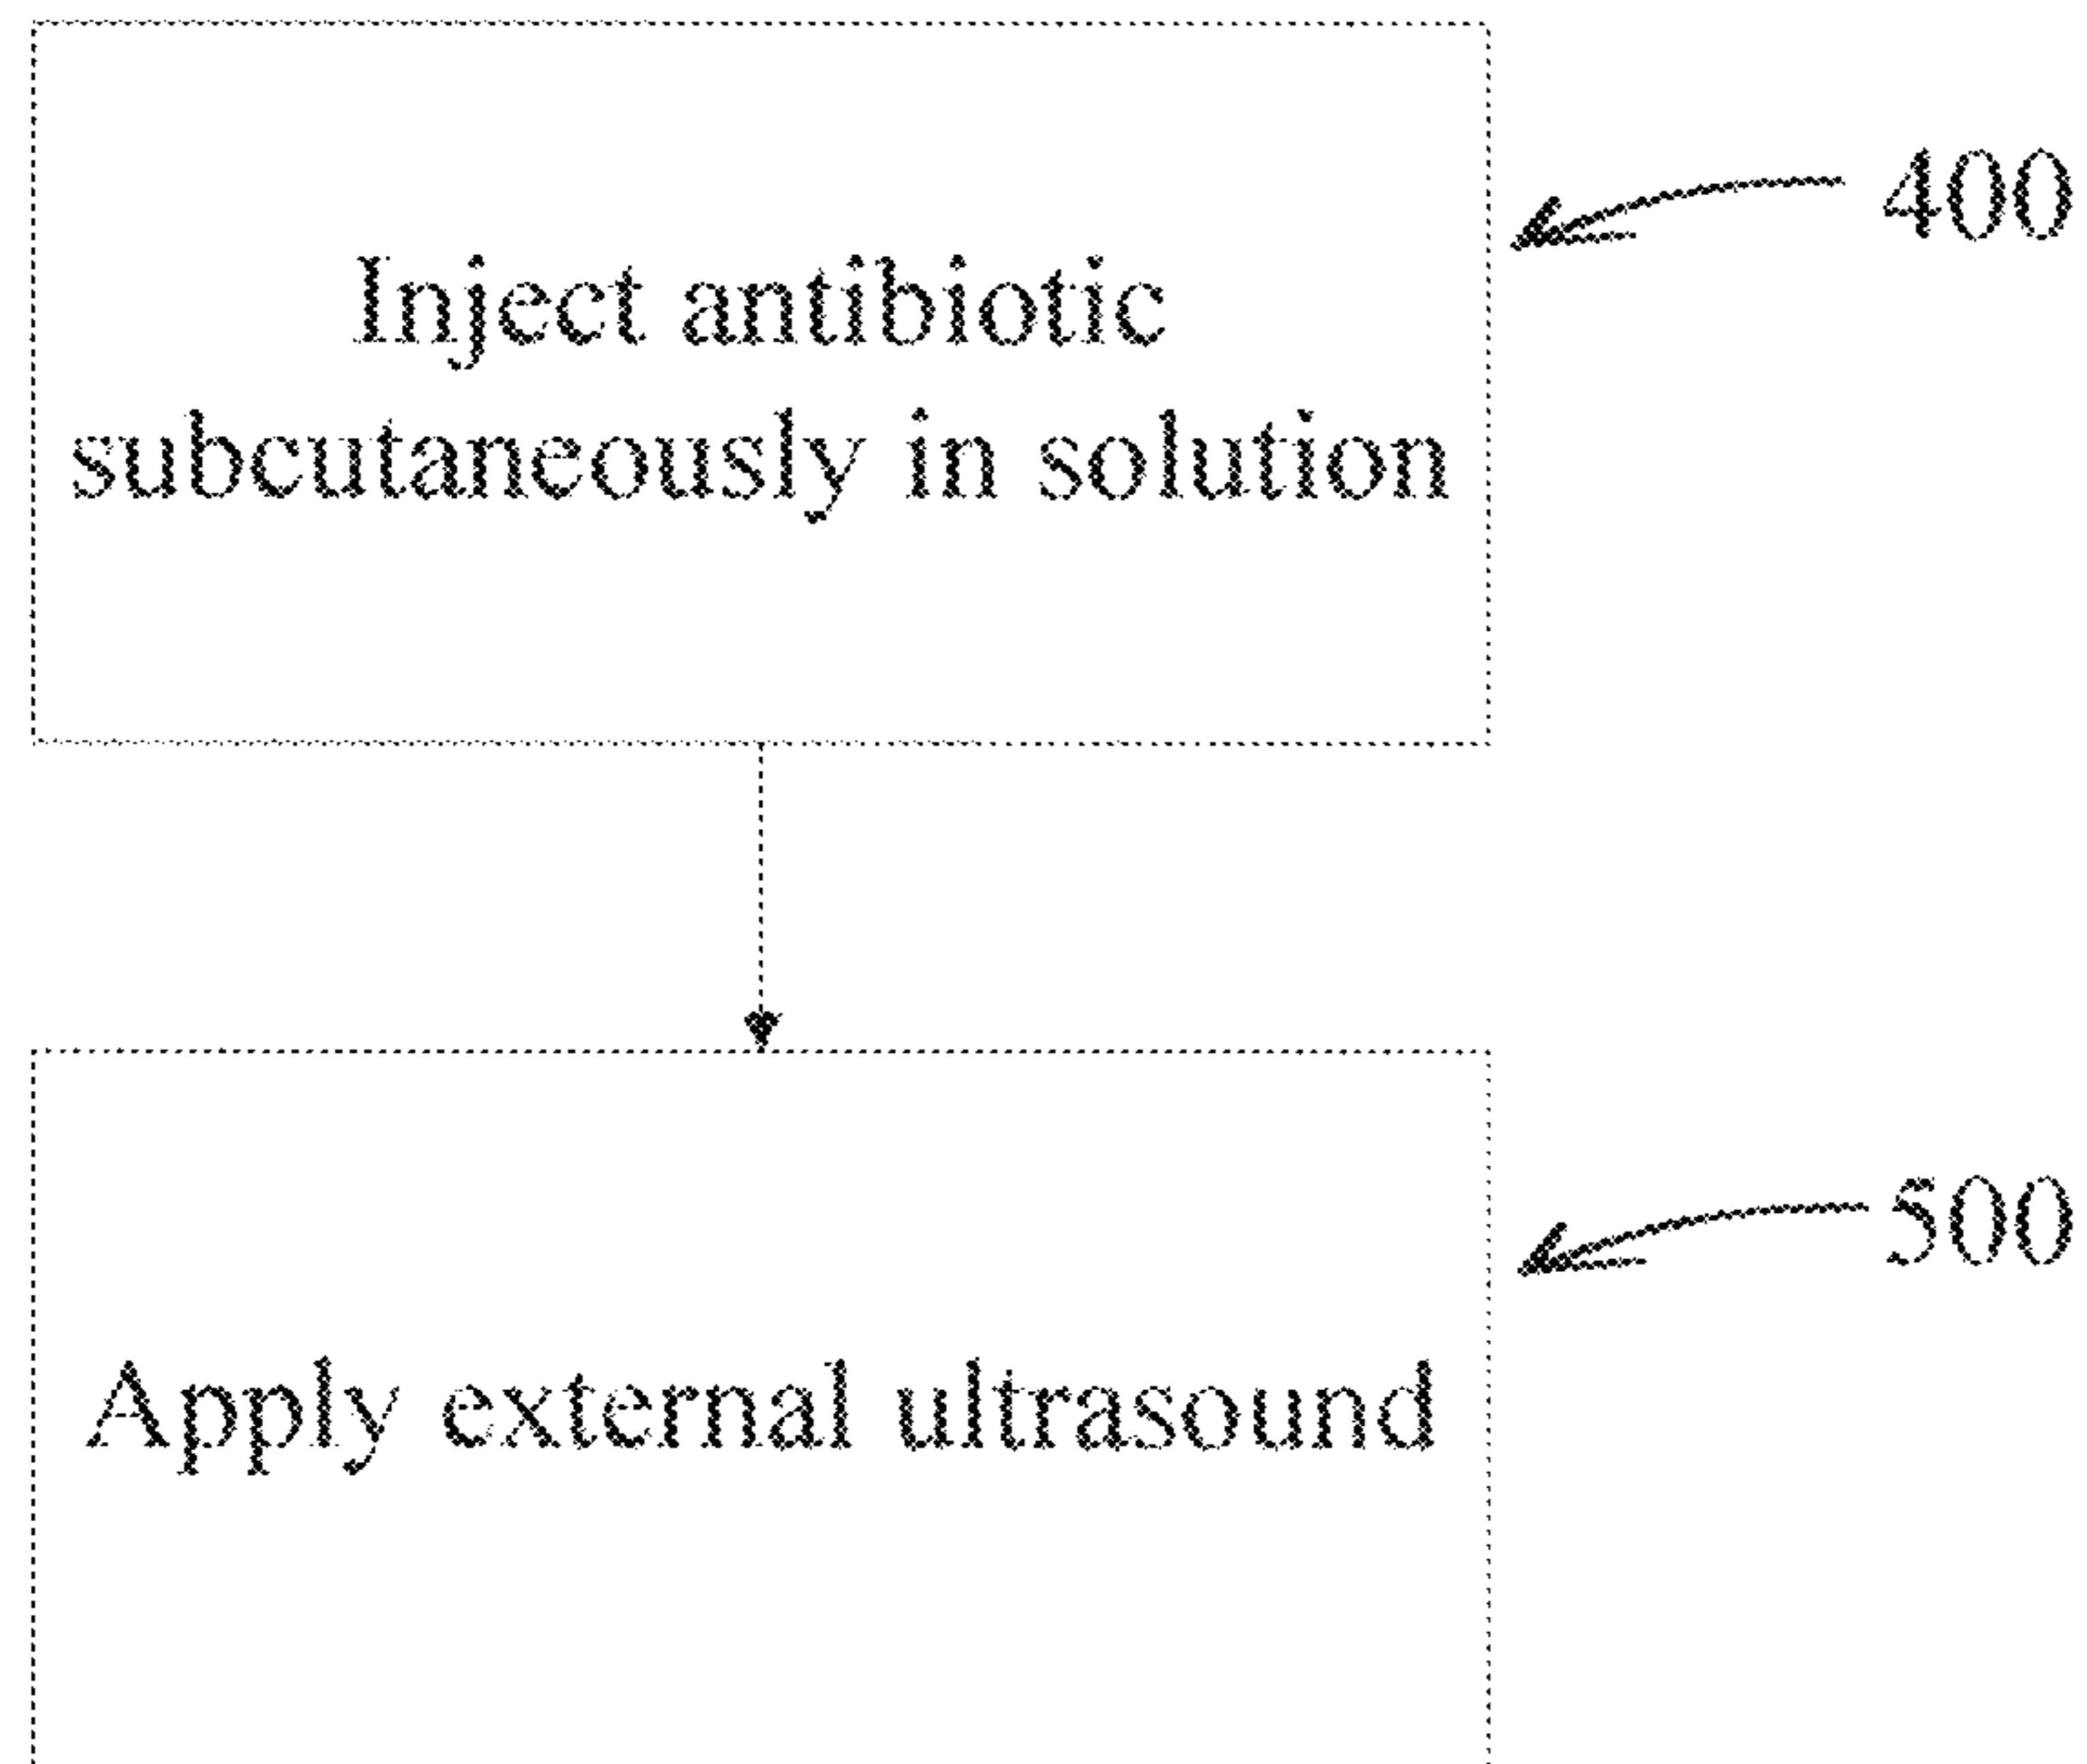 400
Inject antibiotic
subcutaneously in solution
500
Apply external ultrasound